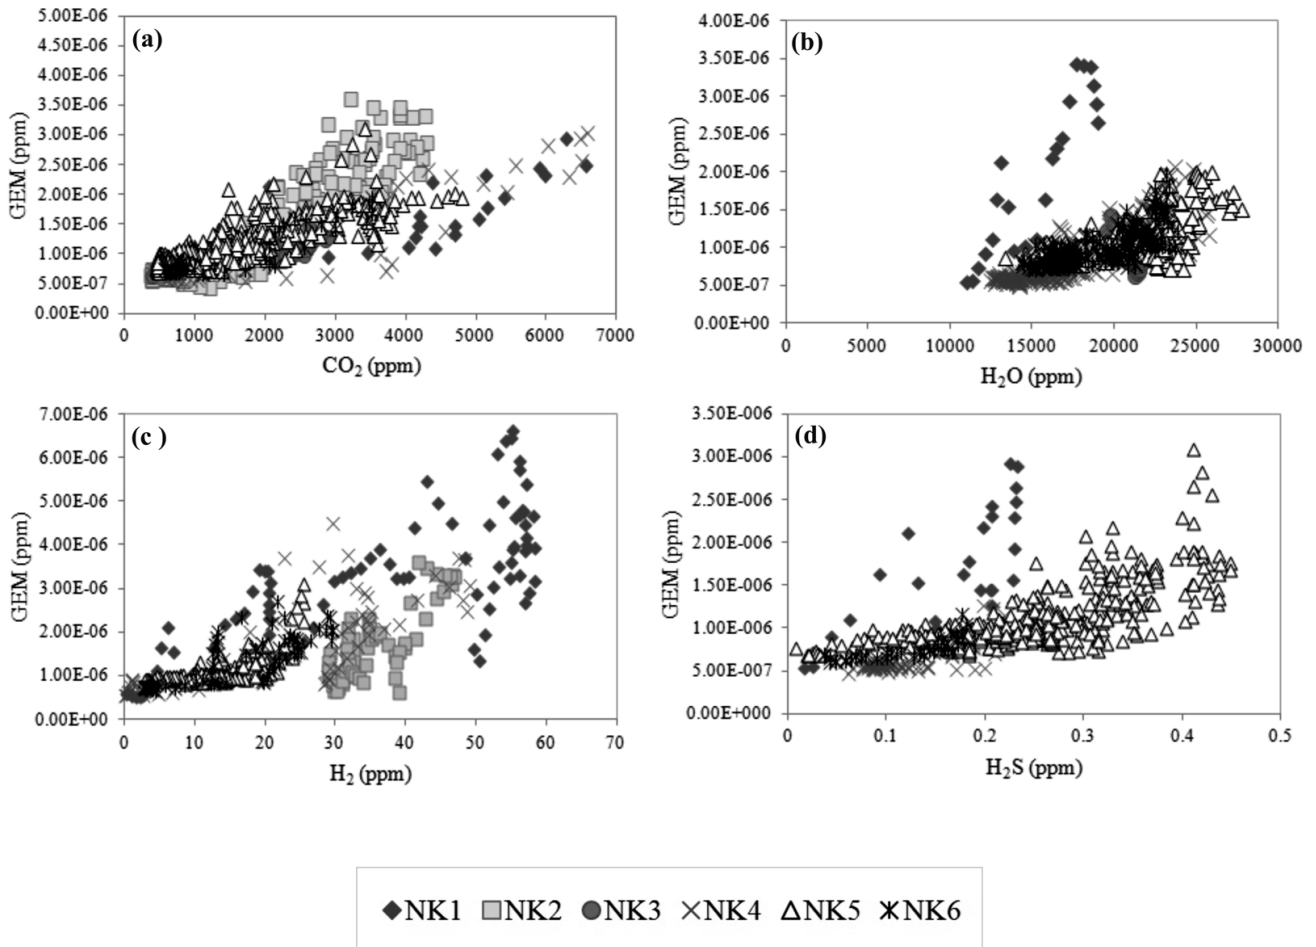 (a)
5.00E-06
4.50E-06
4.00E-06
3.50E-06
3.00E-06
2.50E-06
2.00E-06
1.50E-06
1.00E-06
5.00E-07
0.00E+00
GEM (ppm)
0 1000 2000 3000 4000 5000 6000 7000
CO₂ (ppm)
(b)
4.00E-06
3.50E-06
3.00E-06
2.50E-06
2.00E-06
1.50E-06
1.00E-06
5.00E-07
0.00E+00
GEM (ppm)
0 5000 10000 15000 20000 25000 30000
H₂O (ppm)
(c )
7.00E-06
6.00E-06
5.00E-06
4.00E-06
3.00E-06
2.00E-06
1.00E-06
0.00E+00
GEM (ppm)
0 10 20 30 40 50 60 70
H₂ (ppm)
(d)
3.50E-006
3.00E-006
2.50E-006
2.00E-006
1.50E-006
1.00E-006
5.00E-007
0.00E+000
GEM (ppm)
0 0.1 0.2 0.3 0.4 0.5
H₂S (ppm)
NK1 NK2 NK3 NK4 NK5 NK6